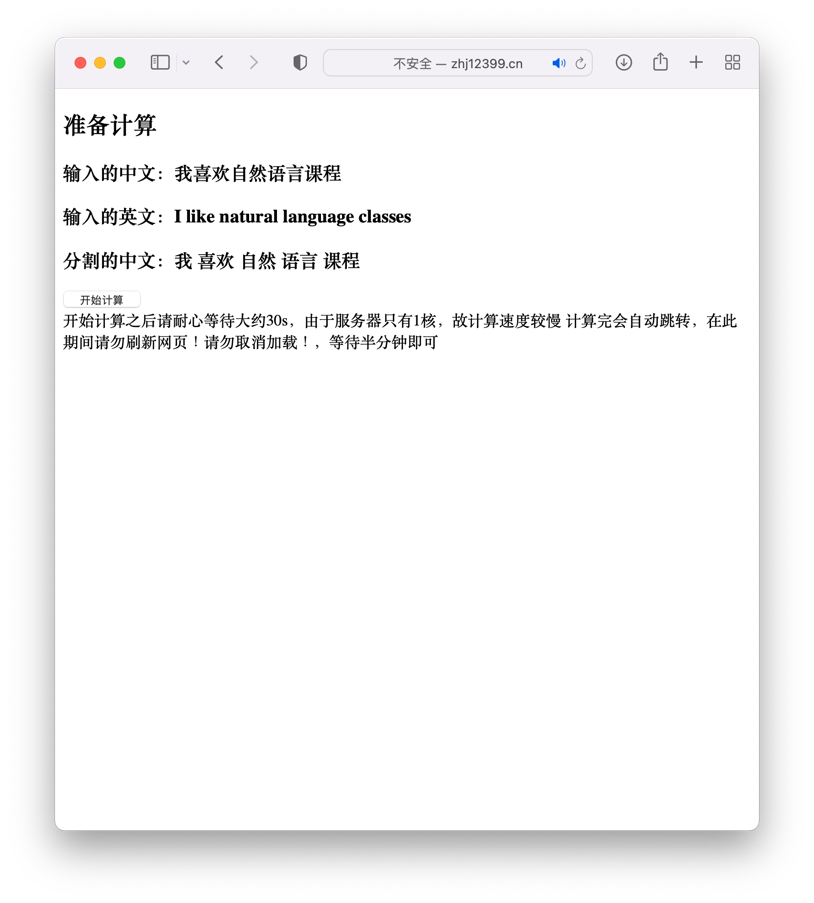 不安全 — zhj12399.cn
准备计算
输入的中文：我喜欢自然语言课程
输入的英文：I like natural language classes
分割的中文：我 喜欢 自然 语言 课程
开始计算
开始计算之后请耐心等待大约30s，由于服务器只有1核，故计算速度较慢 计算完会自动跳转，在此
期间请勿刷新网页！请勿取消加载！，等待半分钟即可